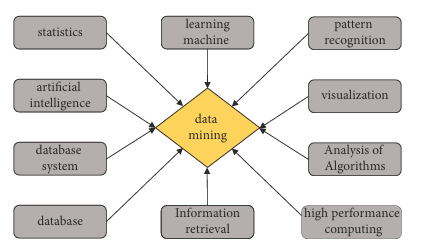 statistics
learning
machine
pattern
recognition
artificial
intelligence
data
mining
visualization
database
system
Analysis of
Algorithms
database
Information
retrieval
high performance
computing